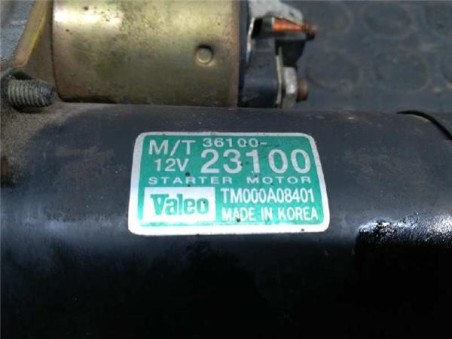 M/T 36100-
12V 23100
STARTER MOTOR
Valeo TM000A08401
MADE IN KOREA